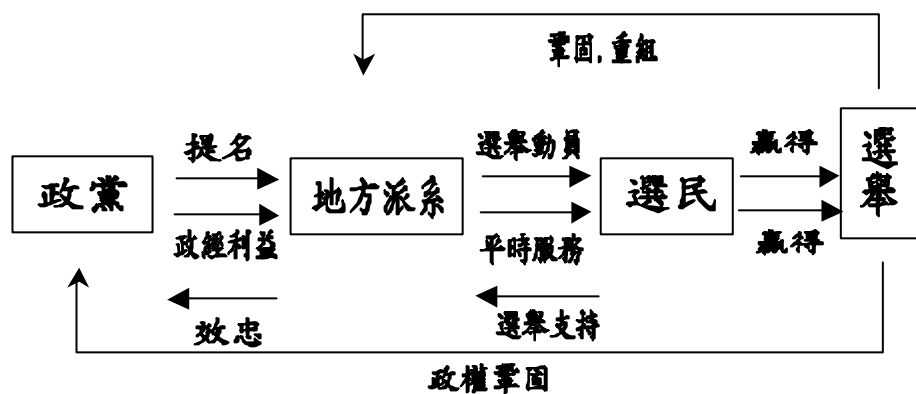 鞏固,重組
提名
選舉動員
贏得
政黨
地方派系
選民
選舉
政經利益
平時服務
贏得
效忠
選舉支持
政權鞏固